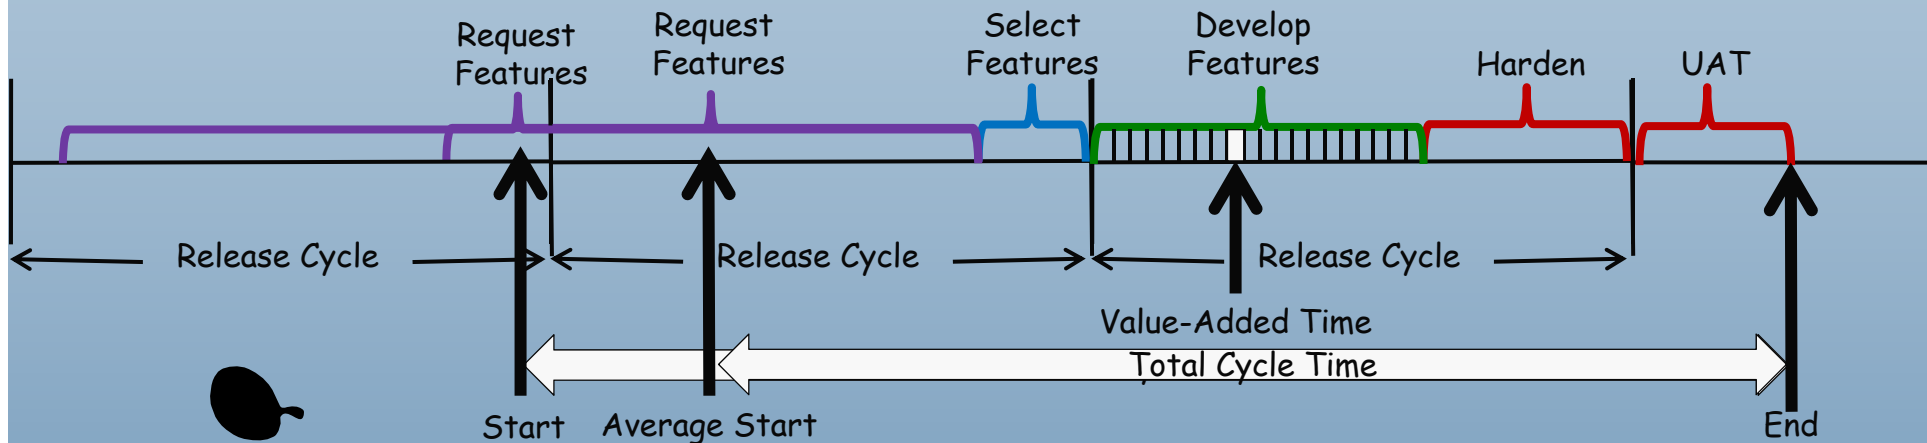 Request
Features
Request
Features
Select
Features
Develop
Features
Harden
UAT
Release Cycle
Release Cycle
Release Cycle
Value-Added Time
Total Cycle Time
Start
Average Start
End